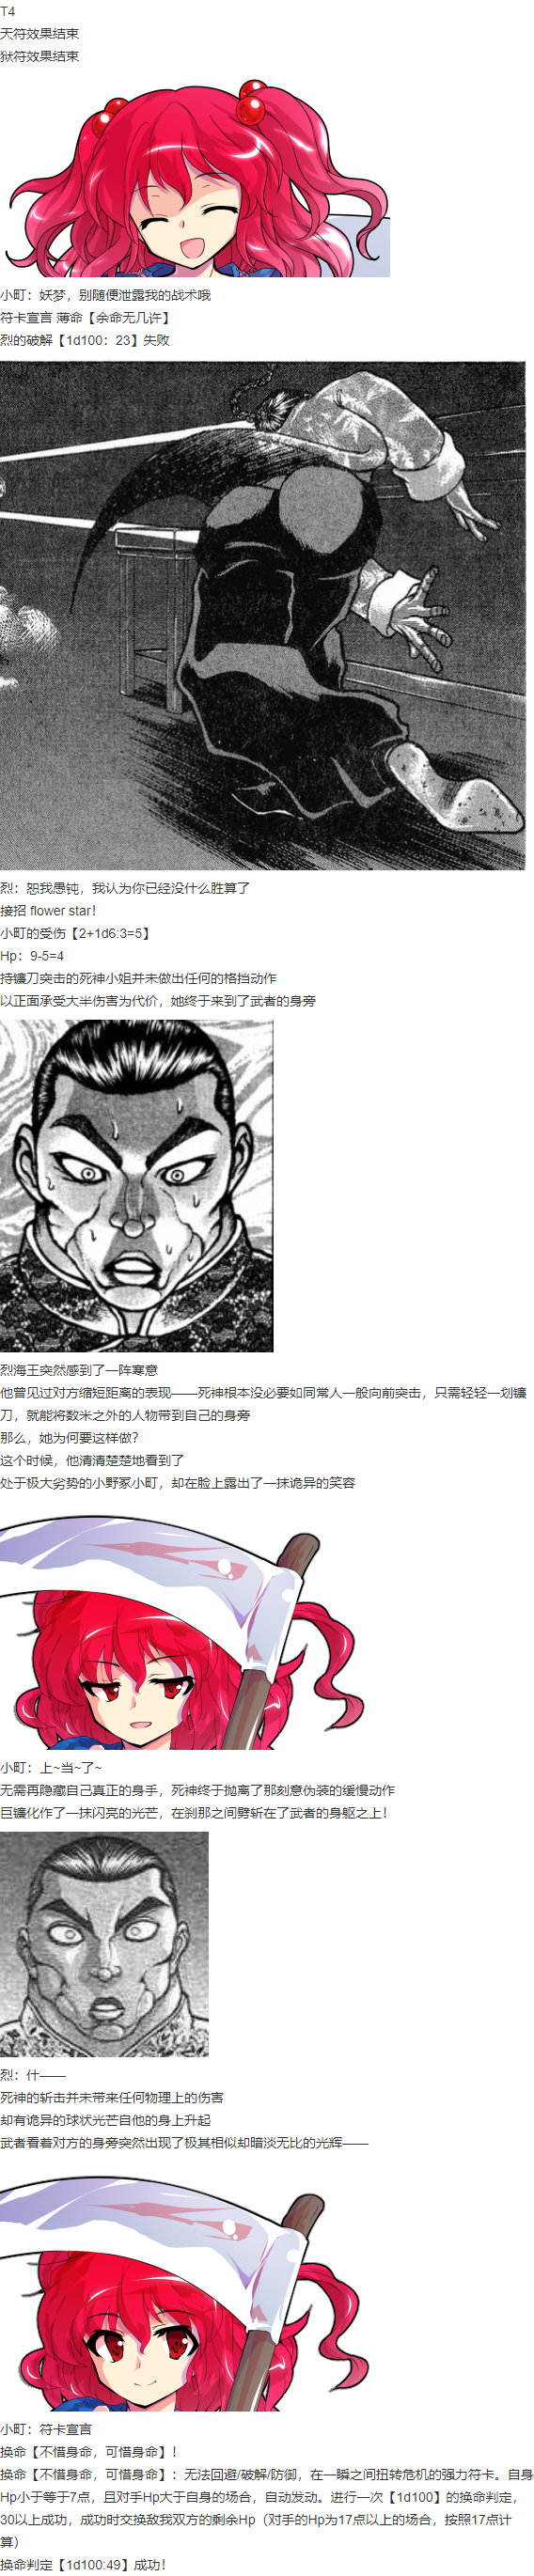 T4
天符效果结束
狱符效果结束
小町：妖梦，别随便泄露我的战术哦
符卡宣言 薄命【余命无几许】
烈的破解【1d100：23】失败
烈：恕我愚钝，我认为你已经没什么胜算了
接招 flower star！
小町的受伤【2+1d6:3=5】
Hp：9-5=4
持镰刀突击的死神小姐并未做出任何的格挡动作
以正面承受大半伤害为代价，她终于来到了武者的身旁
烈海王突然感到了一阵寒意
他曾见过对方缩短距离的表现——死神根本没必要如同常人一般向前突击，只需轻轻一划镰
刀，就能将数米之外的人物带到自己的身旁
那么，她为何要这样做？
这个时候，他清清楚楚地看到了
处于极大劣势的小野冢小町，却在脸上露出了一抹诡异的笑容
小町：上~当~了~
无需再隐藏自己真正的身手，死神终于抛离了那刻意伪装的缓慢动作
巨镰化作了一抹闪亮的光芒，在刹那之间劈斩在了武者的身躯之上！
烈：什——
死神的斩击并未带来任何物理上的伤害
却有诡异的球状光芒自他的身上升起
武者看着对方的身旁突然出现了极其相似却暗淡无比的光辉——
小町：符卡宣言
换命【不惜身命，可惜身命】！
换命【不惜身命，可惜身命】：无法回避/破解/防御，在一瞬之间扭转危机的强力符卡。自身
Hp小于等于7点，且对手Hp大于自身的场合，自动发动。进行一次【1d100】的换命判定，
30以上成功，成功时交换敌我双方的剩余Hp（对手的Hp为17点以上的场合，按照17点计
算）
换命判定【1d100:49】成功！